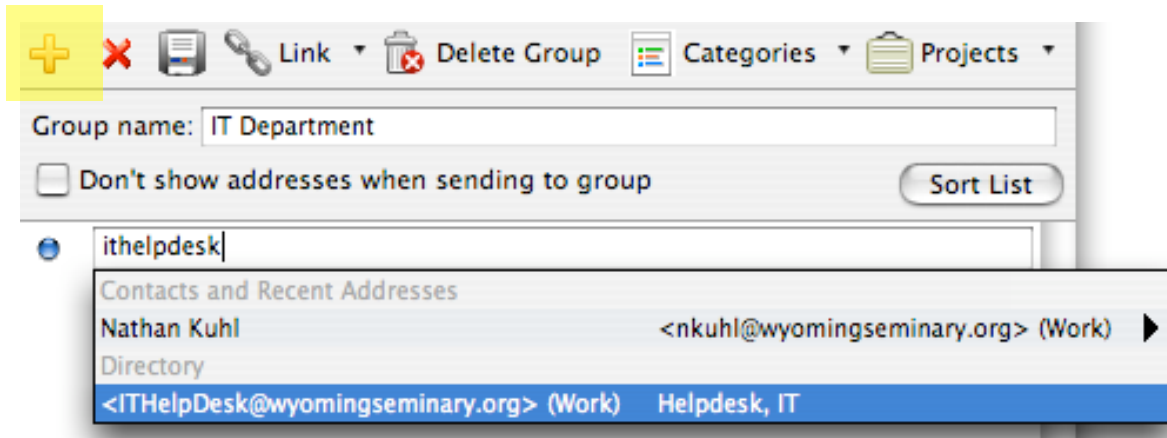 Link Delete Group Categories Projects
Group name: IT Department
Don't show addresses when sending to group Sort List
ithelpdesk
Contacts and Recent Addresses
Nathan Kuhl <nkuhl@wyomingseminary.org> (Work)
Directory
<ITHelpDesk@wyomingseminary.org> (Work) Helpdesk, IT